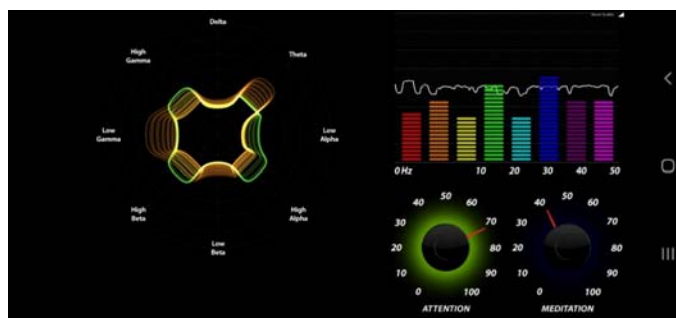 Delta
High
Gamma
Theta
Low
Gamma
Low
Alpha
High
Beta
High
Alpha
Low
Beta
0 Hz 10 20 30 40 50
50
40 60
30 70
20 80
10 90
0 100
ATTENTION
50
40 60
30 70
20 80
10 90
0 100
MEDITATION